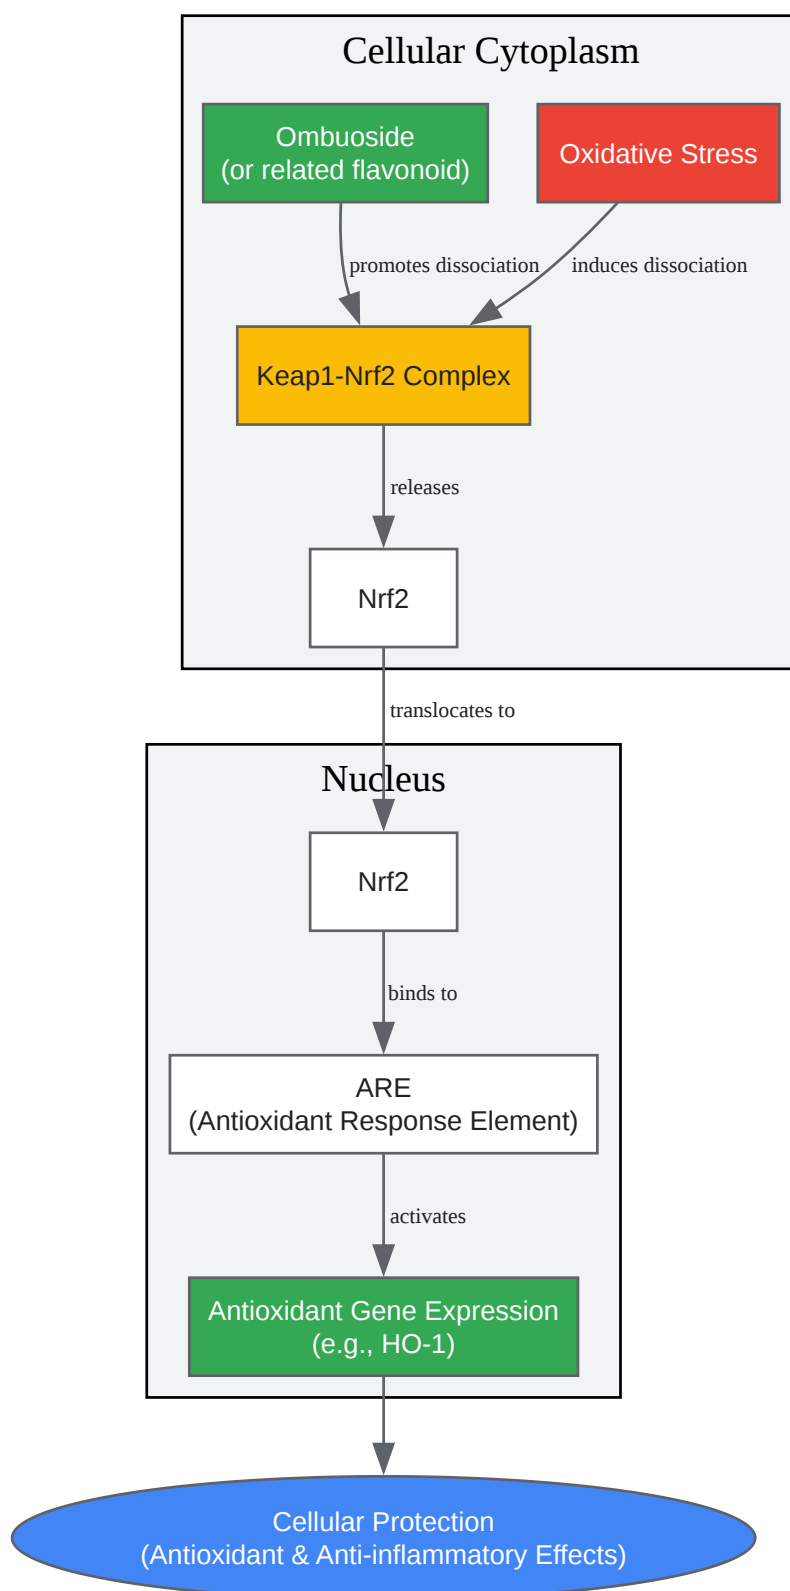 Cellular Cytoplasm
Ombuoside
(or related flavonoid)
Oxidative Stress
promotes dissociation
induces dissociation
Keap1-Nrf2 Complex
releases
Nrf2
translocates to
Nucleus
Nrf2
binds to
ARE
(Antioxidant Response Element)
activates
Antioxidant Gene Expression
(e.g., HO-1)
Cellular Protection
(Antioxidant & Anti-inflammatory Effects)